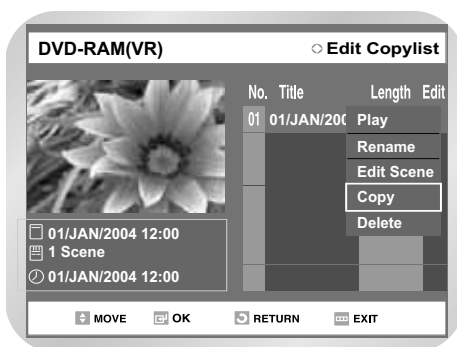 DVD-RAM(VR) Edit Copylist
No. Title Length Edit
01 01/JAN/200
Play
Rename
Edit Scene
Copy
Delete
01/JAN/2004 12:00
1 Scene
01/JAN/2004 12:00
MOVE OK RETURN EXIT